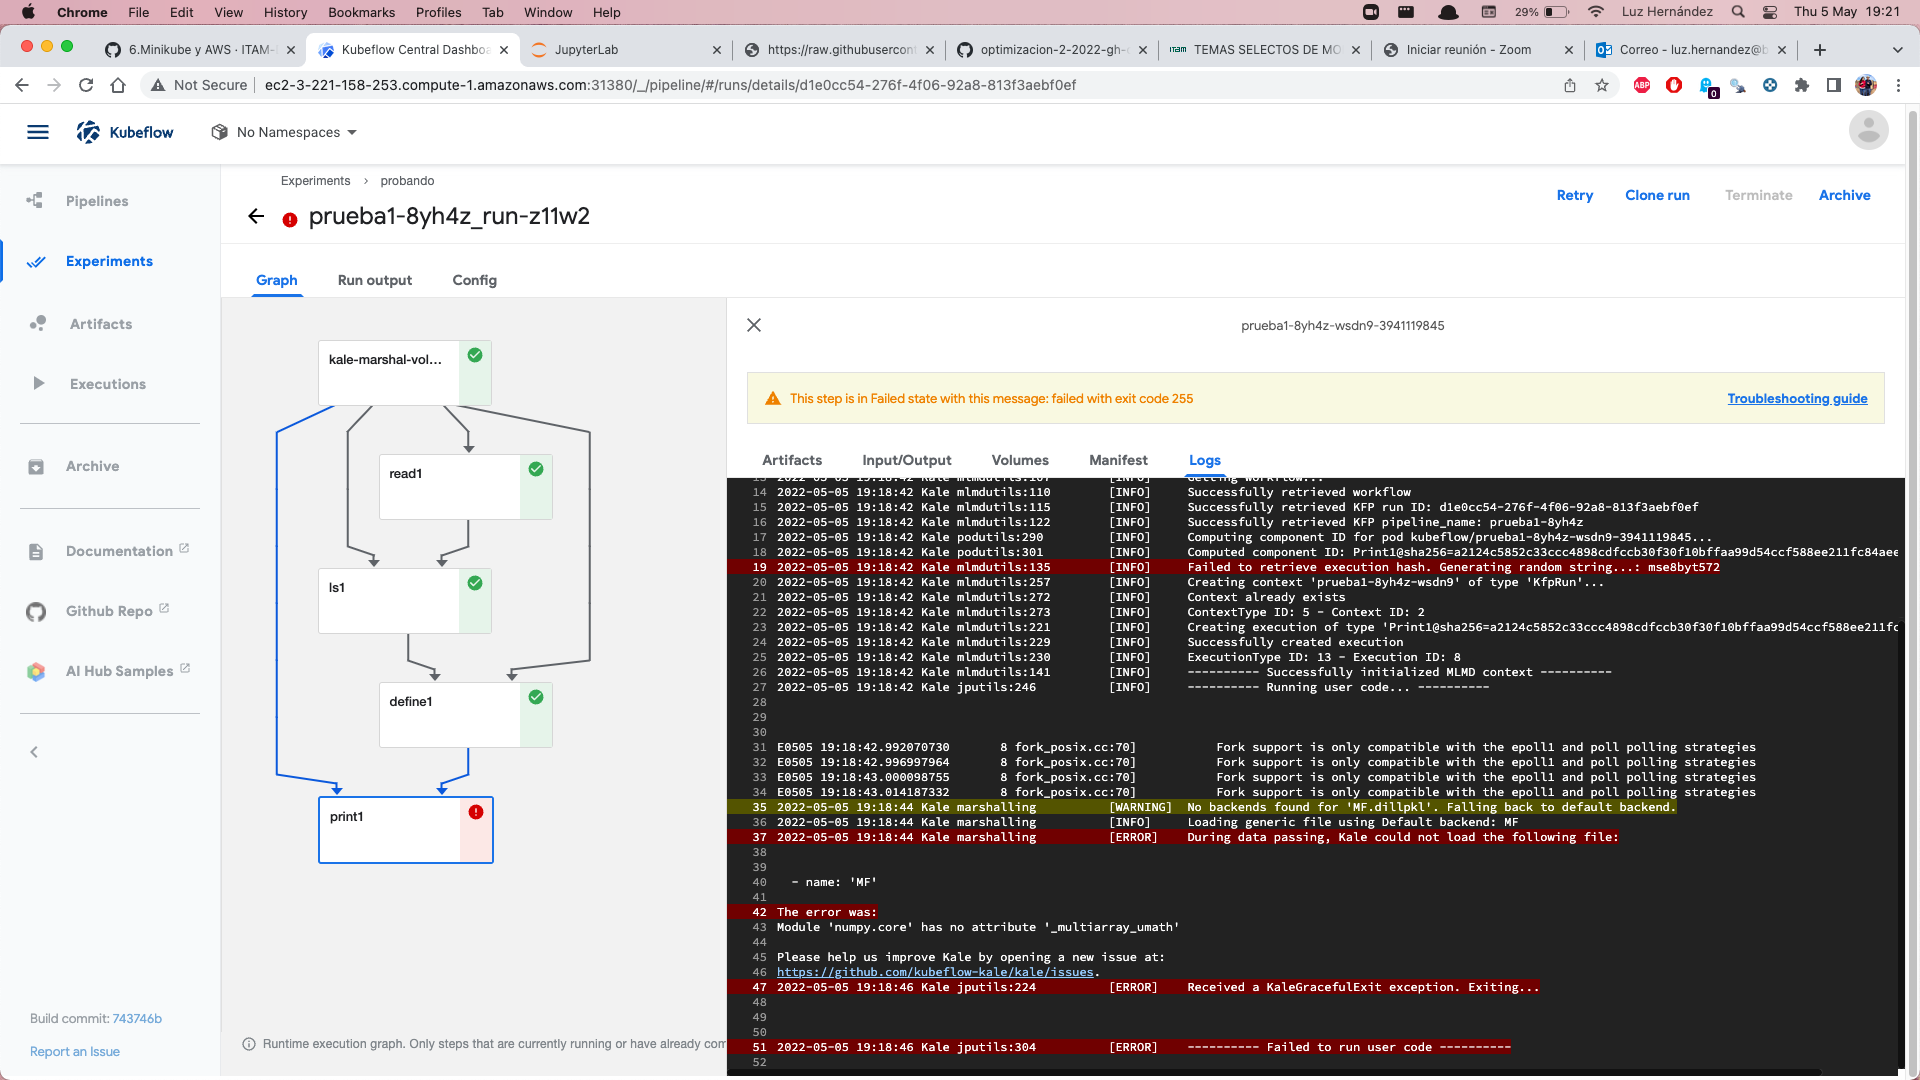 Chrome File Edit View History Bookmarks Profiles Tab Window Help 29% Luz Hernández Thu 5 May 19:21
6.Minikube y AWS · ITAM- Kubeflow Central Dashboa JupyterLab https://raw.githubusercont optimizacion-2-2022-gh- TEMAS SELECTOS DE MO Iniciar reunión - Zoom Correo - luz.hernandez@b
Not Secure ec2-3-221-158-253.compute-1.amazonaws.com:31380/_/pipeline/#/runs/details/d1e0cc54-276f-4f06-92a8-813f3aebf0ef ABP 0
Kubeflow No Namespaces
Experiments › probando
prueba1-8yh4z_run-z11w2
Retry Clone run Terminate Archive
Pipelines
Experiments
Artifacts
Executions
Archive
Documentation
Github Repo
AI Hub Samples
Build commit: 743746b
Report an Issue
Graph Run output Config
kale-marshal-vol...
read1
ls1
define1
print1
Runtime execution graph. Only steps that are currently running or have already com
prueba1-8yh4z-wsdn9-3941119845
This step is in Failed state with this message: failed with exit code 255 Troubleshooting guide
Artifacts Input/Output Volumes Manifest Logs
13 2022-05-05 19:18:42 Kale mlmdutils:107 [INFO] Getting workflow...
14 2022-05-05 19:18:42 Kale mlmdutils:110 [INFO] Successfully retrieved workflow
15 2022-05-05 19:18:42 Kale mlmdutils:115 [INFO] Successfully retrieved KFP run ID: d1e0cc54-276f-4f06-92a8-813f3aebf0ef
16 2022-05-05 19:18:42 Kale mlmdutils:122 [INFO] Successfully retrieved KFP pipeline_name: prueba1-8yh4z
17 2022-05-05 19:18:42 Kale podutils:290 [INFO] Computing component ID for pod kubeflow/prueba1-8yh4z-wsdn9-3941119845...
18 2022-05-05 19:18:42 Kale podutils:301 [INFO] Computed component ID: Print1@sha256=a2124c5852c33ccc4898cdfccb30f30f10bffaa99d54ccf588ee211fc84aee
19 2022-05-05 19:18:42 Kale mlmdutils:135 [INFO] Failed to retrieve execution hash. Generating random string...: mse8byt572
20 2022-05-05 19:18:42 Kale mlmdutils:257 [INFO] Creating context 'prueba1-8yh4z-wsdn9' of type 'KfpRun'...
21 2022-05-05 19:18:42 Kale mlmdutils:272 [INFO] Context already exists
22 2022-05-05 19:18:42 Kale mlmdutils:273 [INFO] ContextType ID: 5 - Context ID: 2
23 2022-05-05 19:18:42 Kale mlmdutils:221 [INFO] Creating execution of type 'Print1@sha256=a2124c5852c33ccc4898cdfccb30f30f10bffaa99d54ccf588ee211fc
24 2022-05-05 19:18:42 Kale mlmdutils:229 [INFO] Successfully created execution
25 2022-05-05 19:18:42 Kale mlmdutils:230 [INFO] ExecutionType ID: 13 - Execution ID: 8
26 2022-05-05 19:18:42 Kale mlmdutils:141 [INFO] ---------- Successfully initialized MLMD context ----------
27 2022-05-05 19:18:42 Kale jputils:246 [INFO] ---------- Running user code... ----------
28
29
30
31 E0505 19:18:42.992070730 8 fork_posix.cc:70] Fork support is only compatible with the epoll1 and poll polling strategies
32 E0505 19:18:42.996997964 8 fork_posix.cc:70] Fork support is only compatible with the epoll1 and poll polling strategies
33 E0505 19:18:43.000098755 8 fork_posix.cc:70] Fork support is only compatible with the epoll1 and poll polling strategies
34 E0505 19:18:43.014187332 8 fork_posix.cc:70] Fork support is only compatible with the epoll1 and poll polling strategies
35 2022-05-05 19:18:44 Kale marshalling [WARNING] No backends found for 'MF.dillpkl'. Falling back to default backend.
36 2022-05-05 19:18:44 Kale marshalling [INFO] Loading generic file using Default backend: MF
37 2022-05-05 19:18:44 Kale marshalling [ERROR] During data passing, Kale could not load the following file:
38
39
40 - name: 'MF'
41
42 The error was:
43 Module 'numpy.core' has no attribute '_multiarray_umath'
44
45 Please help us improve Kale by opening a new issue at:
46 https://github.com/kubeflow-kale/kale/issues.
47 2022-05-05 19:18:46 Kale jputils:224 [ERROR] Received a KaleGracefulExit exception. Exiting...
48
49
50
51 2022-05-05 19:18:46 Kale jputils:304 [ERROR] ---------- Failed to run user code ----------
52